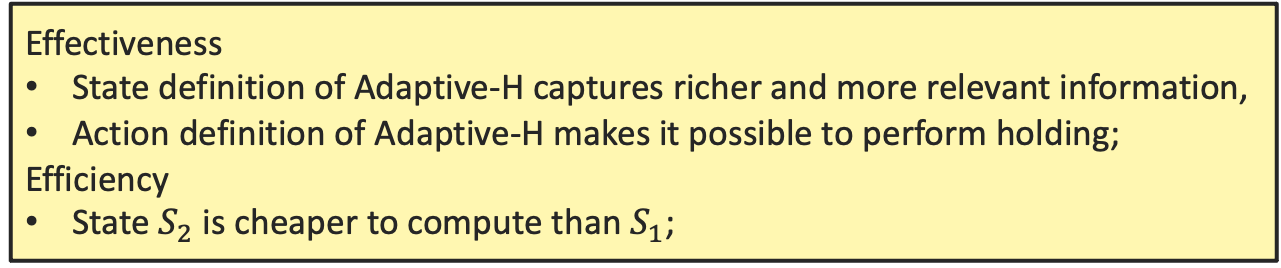 Effectiveness
• State definition of Adaptive-H captures richer and more relevant information,
• Action definition of Adaptive-H makes it possible to perform holding;
Efficiency
• State S₂ is cheaper to compute than S₁;